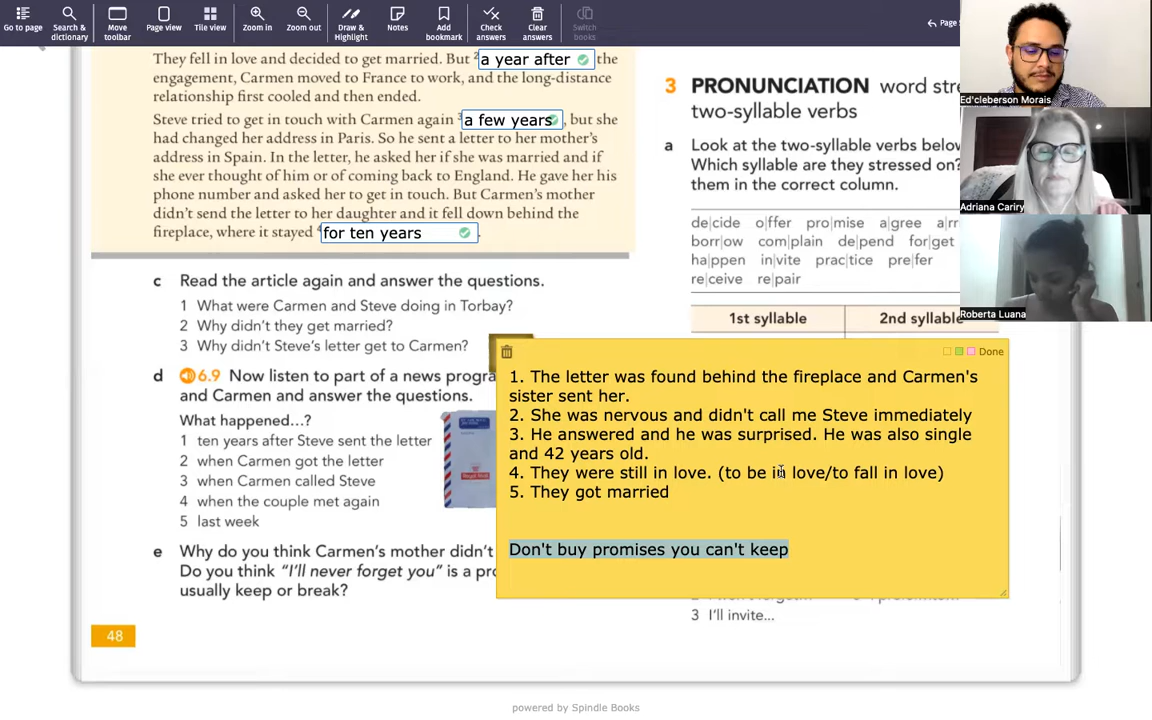 Go to page
Search & dictionary
Move toolbar
Page view
Tile view
Zoom in
Zoom out
Draw & Highlight
Notes
Add bookmark
Check answers
Clear answers
Switch books
Page
They fell in love and decided to get married. But 2 a year after the
engagement, Carmen moved to France to work, and the long-distance
relationship first cooled and then ended.
Steve tried to get in touch with Carmen again 3 a few years, but she
had changed her address in Paris. So he sent a letter to her mother's
address in Spain. In the letter, he asked her if she was married and if
she ever thought of him or of coming back to England. He gave her his
phone number and asked her to get in touch. But Carmen's mother
didn't send the letter to her daughter and it fell down behind the
fireplace, where it stayed 4 for ten years.
c Read the article again and answer the questions.
1 What were Carmen and Steve doing in Torbay?
2 Why didn't they get married?
3 Why didn't Steve's letter get to Carmen?
d 6.9 Now listen to part of a news progra
and Carmen and answer the questions.
What happened...?
1 ten years after Steve sent the letter
2 when Carmen got the letter
3 when Carmen called Steve
4 when the couple met again
5 last week
e Why do you think Carmen's mother didn't
Do you think "I'll never forget you" is a pro
usually keep or break?
48
3 PRONUNCIATION word stre
two-syllable verbs
a Look at the two-syllable verbs below
Which syllable are they stressed on?
them in the correct column.
de|cide o|ffer pro|mise a|gree a|rr
borr|ow com|plain de|pend for|get
ha|ppen in|vite prac|tice pre|fer
re|ceive re|pair
1st syllable 2nd syllable
Done
1. The letter was found behind the fireplace and Carmen's
sister sent her.
2. She was nervous and didn't call me Steve immediately
3. He answered and he was surprised. He was also single
and 42 years old.
4. They were still in love. (to be in love/to fall in love)
5. They got married
Don't buy promises you can't keep
3 I'll invite...
Ed'cleberson Morais
Adriana Cariry
Roberta Luana
powered by Spindle Books